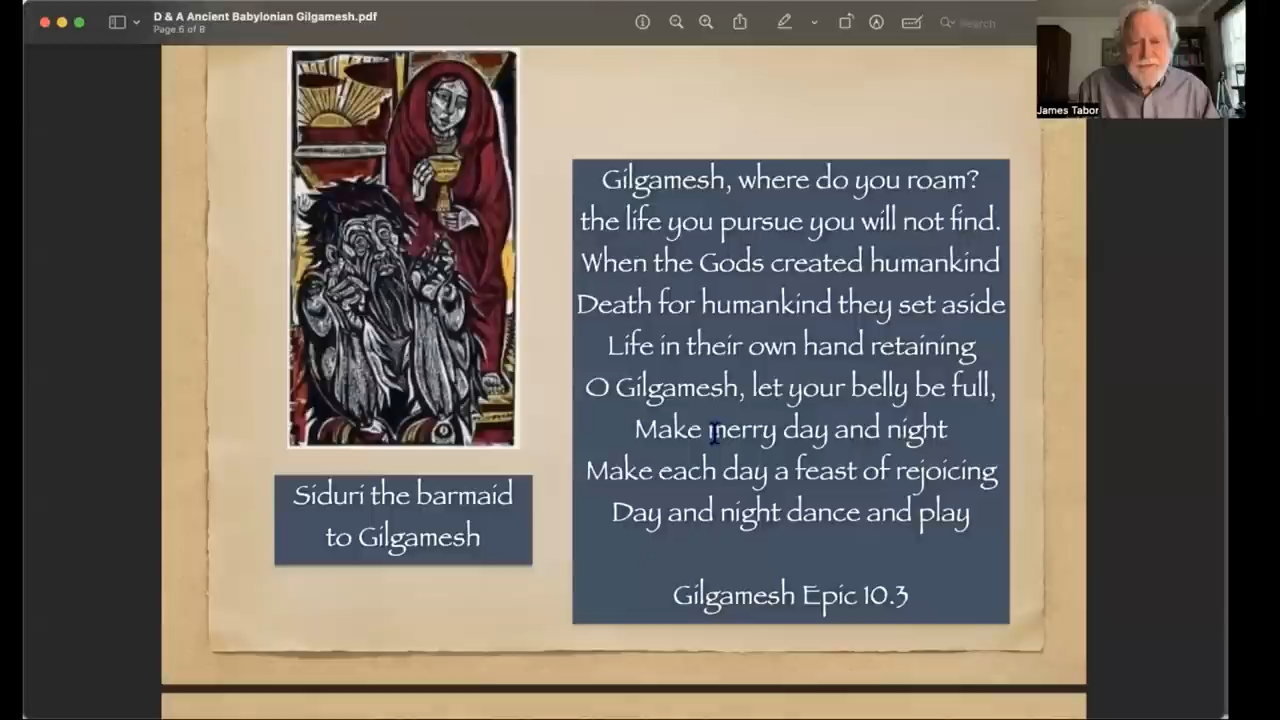 D & A Ancient Babylonian Gilgamesh.pdf
Page 6 of 8
Search
James Tabor
Gilgamesh, where do you roam?
the life you pursue you will not find.
When the Gods created humankind
Death for humankind they set aside
Life in their own hand retaining
O Gilgamesh, let your belly be full,
Make merry day and night
Make each day a feast of rejoicing
Day and night dance and play
Gilgamesh Epic 10.3
Siduri the barmaid
to Gilgamesh